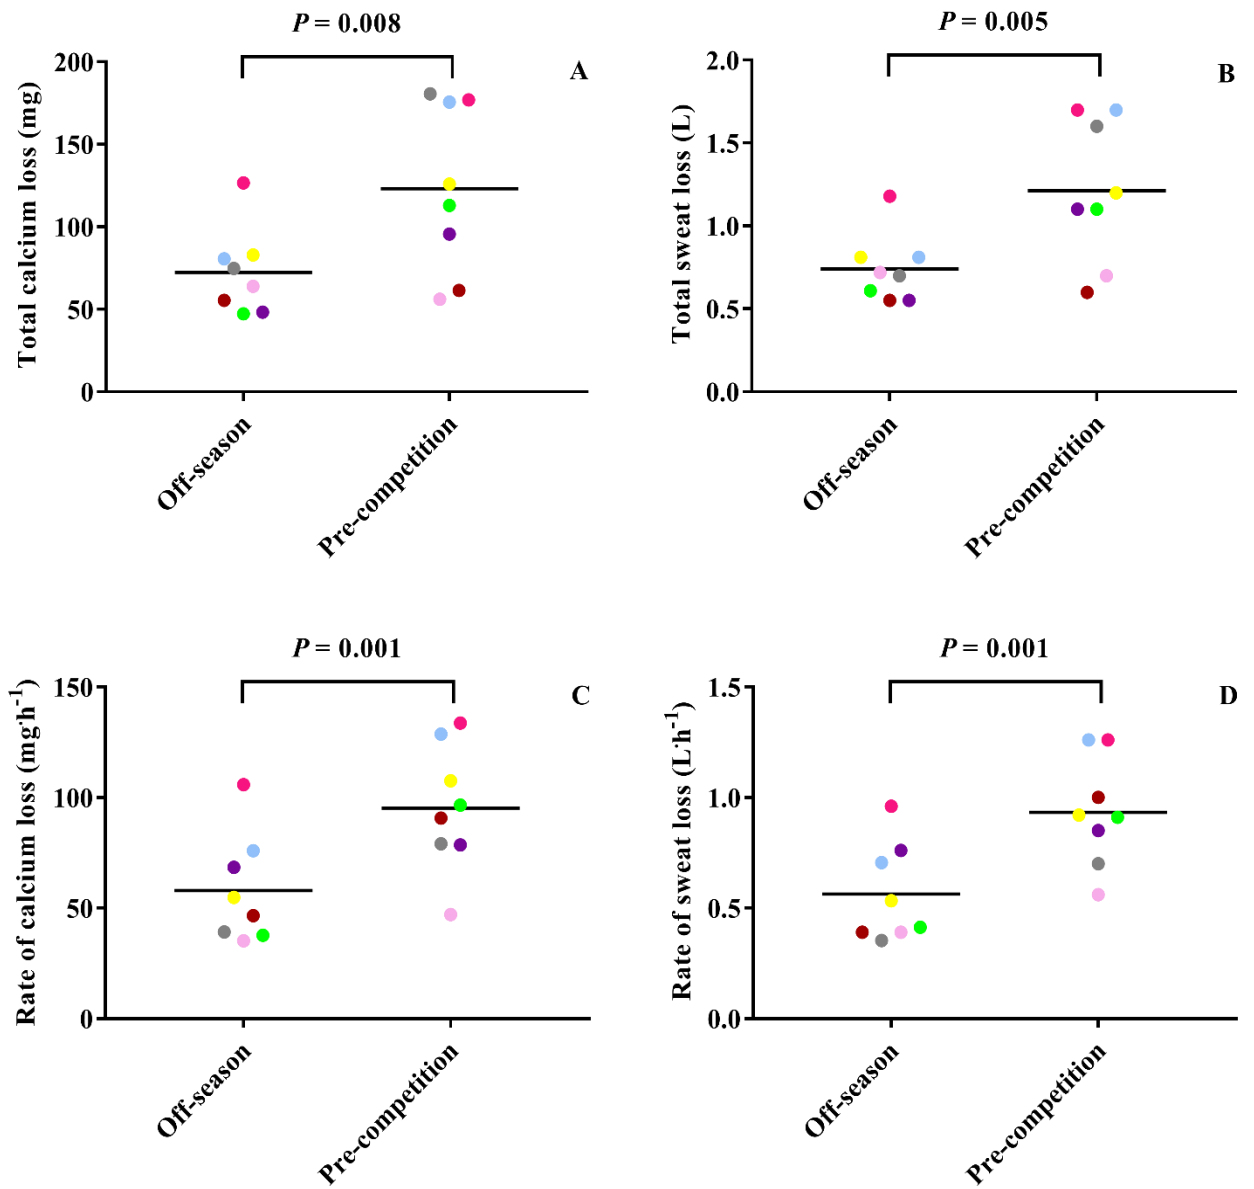 P = 0.008
A
Total calcium loss (mg)
200
150
100
50
0
Off-season
Pre-competition
P = 0.005
B
Total sweat loss (L)
2.0
1.5
1.0
0.5
0.0
Off-season
Pre-competition
P = 0.001
C
Rate of calcium loss (mg·h⁻¹)
150
100
50
0
Off-season
Pre-competition
P = 0.001
D
Rate of sweat loss (L·h⁻¹)
1.5
1.0
0.5
0.0
Off-season
Pre-competition